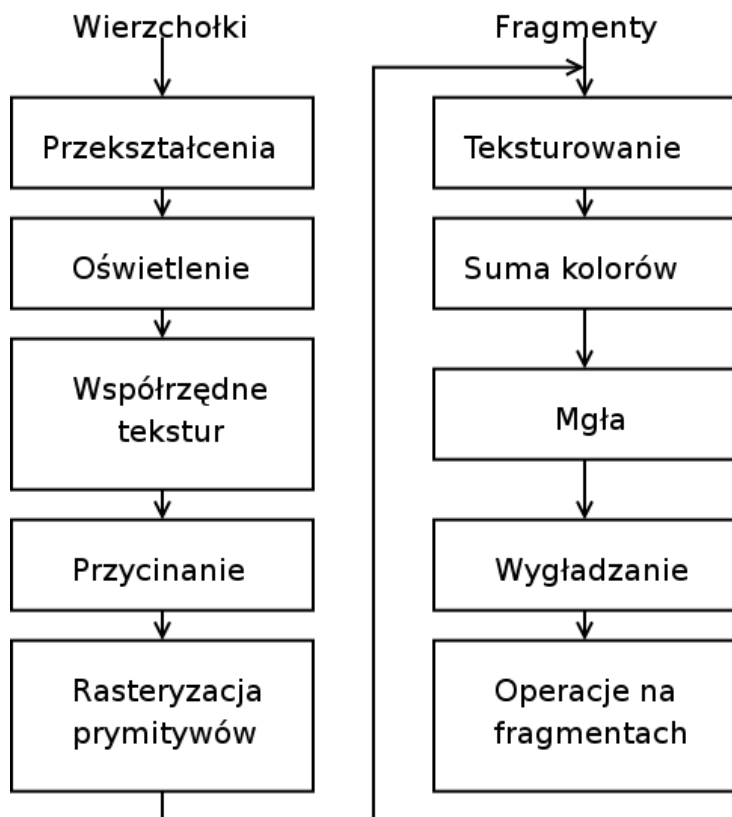 Wierzchołki
Przekształcenia
Oświetlenie
Współrzędne
tekstur
Przycinanie
Rasteryzacja
prymitywów
Fragmenty
Teksturowanie
Suma kolorów
Mgła
Wygładzanie
Operacje na
fragmentach